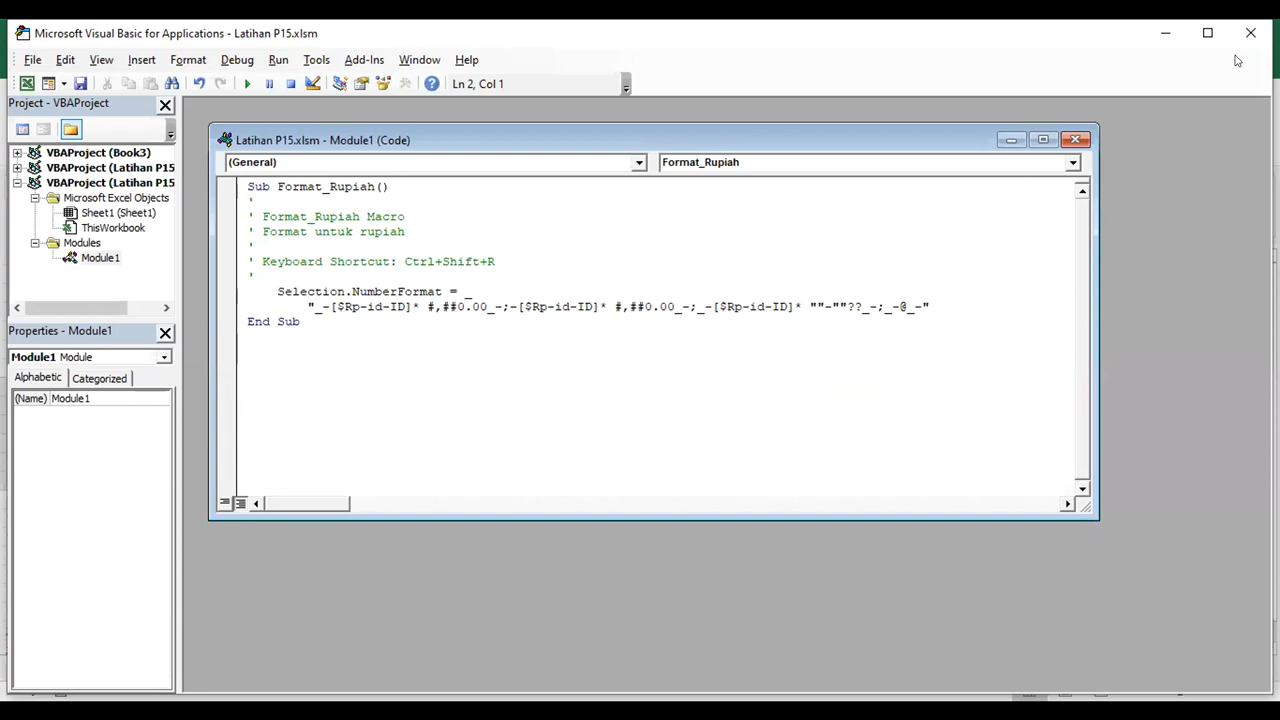 Microsoft Visual Basic for Applications - Latihan P15.xlsm
File Edit View Insert Format Debug Run Tools Add-Ins Window Help
Ln 2, Col 1
Project - VBAProject
VBAProject (Book3)
VBAProject (Latihan P15
VBAProject (Latihan P15
Microsoft Excel Objects
Sheet1 (Sheet1)
ThisWorkbook
Modules
Module1
Properties - Module1
Module1 Module
Alphabetic Categorized
(Name) Module1
Latihan P15.xlsm - Module1 (Code)
(General) Format_Rupiah
Sub Format_Rupiah()
'
' Format_Rupiah Macro
' Format untuk rupiah
'
' Keyboard Shortcut: Ctrl+Shift+R
'
Selection.NumberFormat = _
"_-[$Rp-id-ID]* #,##0.00_-;-[$Rp-id-ID]* #,##0.00_-;_-[$Rp-id-ID]* ""-""??_-;_-@_-"
End Sub